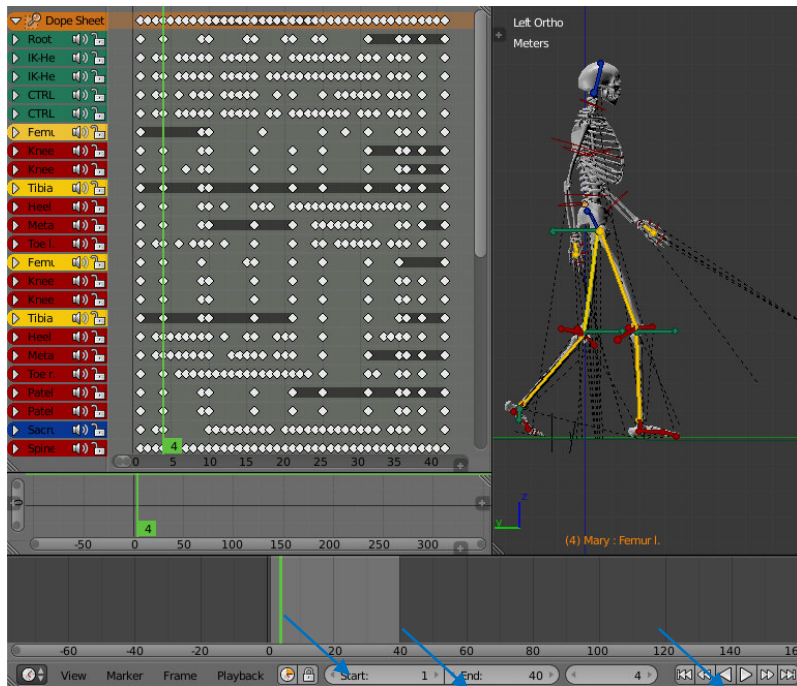 Dope Sheet
Root
IK-He
IK-He
CTRL
CTRL
Femu
Knee
Knee
Tibia
Heel
Meta
Toe l.
Femu
Knee
Knee
Tibia
Heel
Meta
Toe r.
Patel
Patel
Sacru
Spine
4
0 5 10 15 20 25 30 35 40
Left Ortho
Meters
z
y
(4) Mary : Femur l.
0
4
-50 0 50 100 150 200 250 300
-60 -40 -20 0 20 40 60 80 100 120 140 16
View Marker Frame Playback Start: 1 End: 40 4